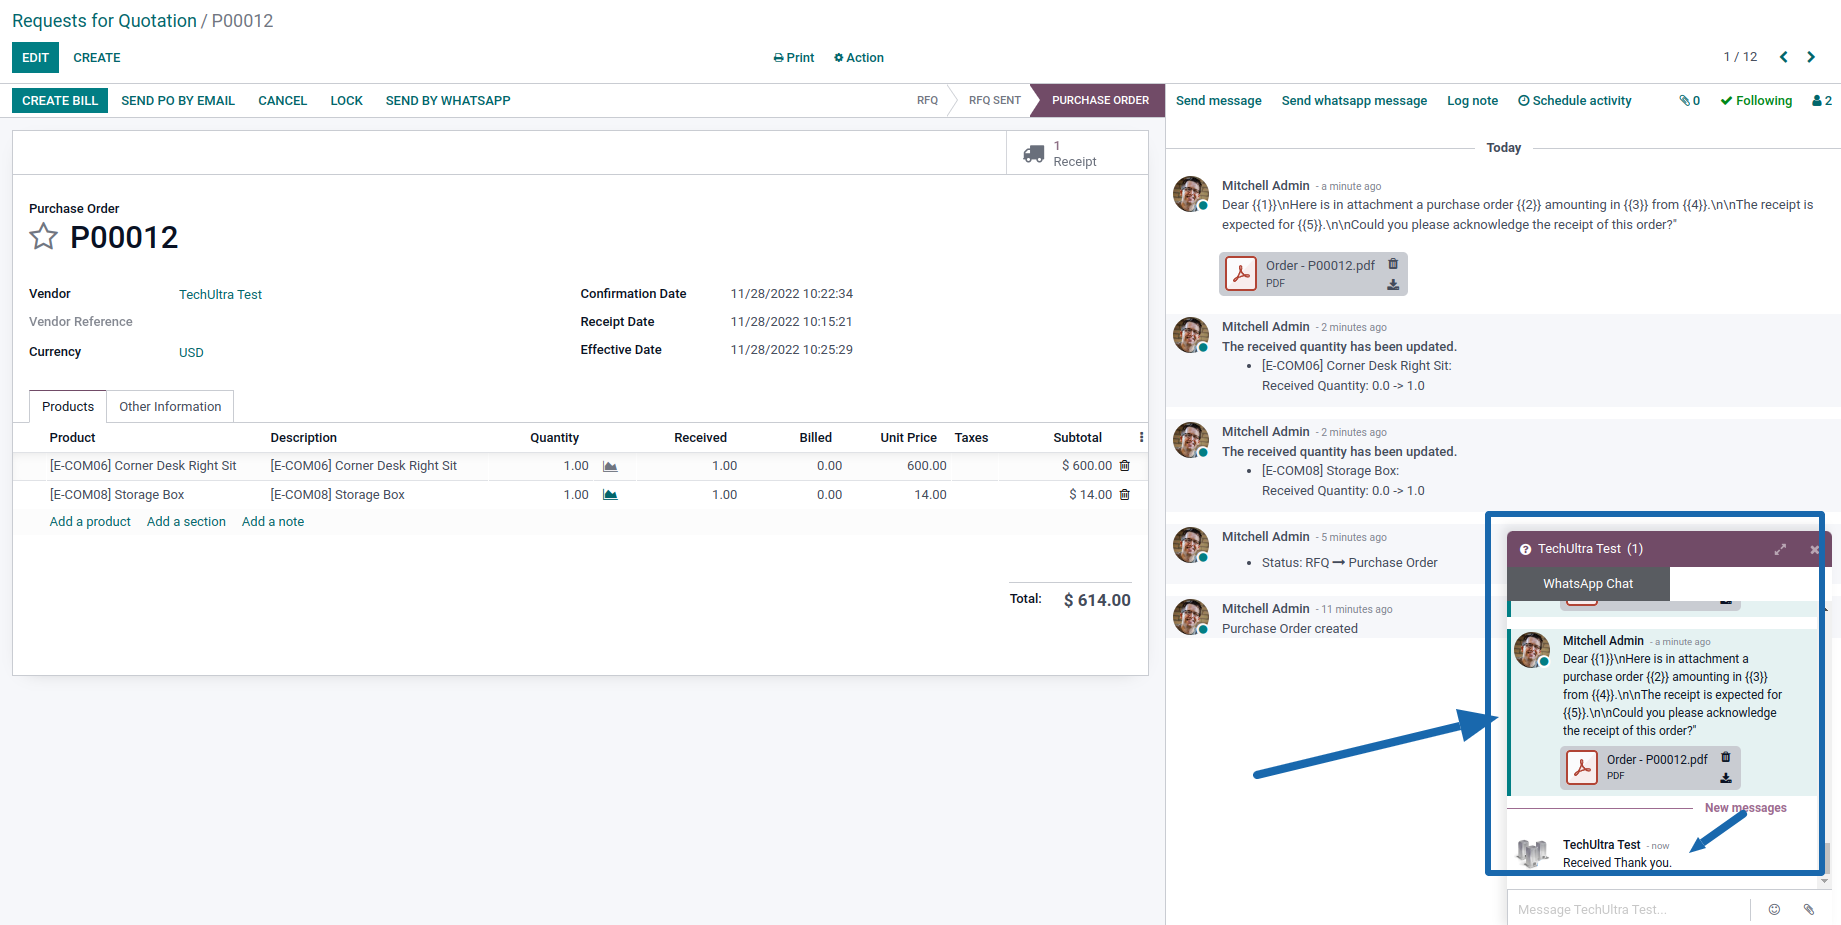 Requests for Quotation / P00012
EDIT CREATE Print Action 1 / 12
CREATE BILL SEND PO BY EMAIL CANCEL LOCK SEND BY WHATSAPP RFQ RFQ SENT PURCHASE ORDER
1
Receipt
Purchase Order
P00012
Vendor TechUltra Test Confirmation Date 11/28/2022 10:22:34
Vendor Reference Receipt Date 11/28/2022 10:15:21
Currency USD Effective Date 11/28/2022 10:25:29
Products Other Information
Product Description Quantity Received Billed Unit Price Taxes Subtotal
[E-COM06] Corner Desk Right Sit [E-COM06] Corner Desk Right Sit 1.00 1.00 0.00 600.00 $ 600.00
[E-COM08] Storage Box [E-COM08] Storage Box 1.00 1.00 0.00 14.00 $ 14.00
Add a product Add a section Add a note
Total: $ 614.00
Send message Send whatsapp message Log note Schedule activity 0 Following 2
Today
Mitchell Admin - a minute ago
Dear {{1}}\nHere is in attachment a purchase order {{2}} amounting in {{3}} from {{4}}.\n\nThe receipt is
expected for {{5}}.\n\nCould you please acknowledge the receipt of this order?"
Order - P00012.pdf
PDF
Mitchell Admin - 2 minutes ago
The received quantity has been updated.
• [E-COM06] Corner Desk Right Sit:
Received Quantity: 0.0 -> 1.0
Mitchell Admin - 2 minutes ago
The received quantity has been updated.
• [E-COM08] Storage Box:
Received Quantity: 0.0 -> 1.0
Mitchell Admin - 5 minutes ago
• Status: RFQ → Purchase Order
Mitchell Admin - 11 minutes ago
Purchase Order created
TechUltra Test (1)
WhatsApp Chat
Mitchell Admin - a minute ago
Dear {{1}}\nHere is in attachment a
purchase order {{2}} amounting in {{3}}
from {{4}}.\n\nThe receipt is expected for
{{5}}.\n\nCould you please acknowledge
the receipt of this order?"
Order - P00012.pdf
PDF
New messages
TechUltra Test - now
Received Thank you.
Message TechUltra Test...